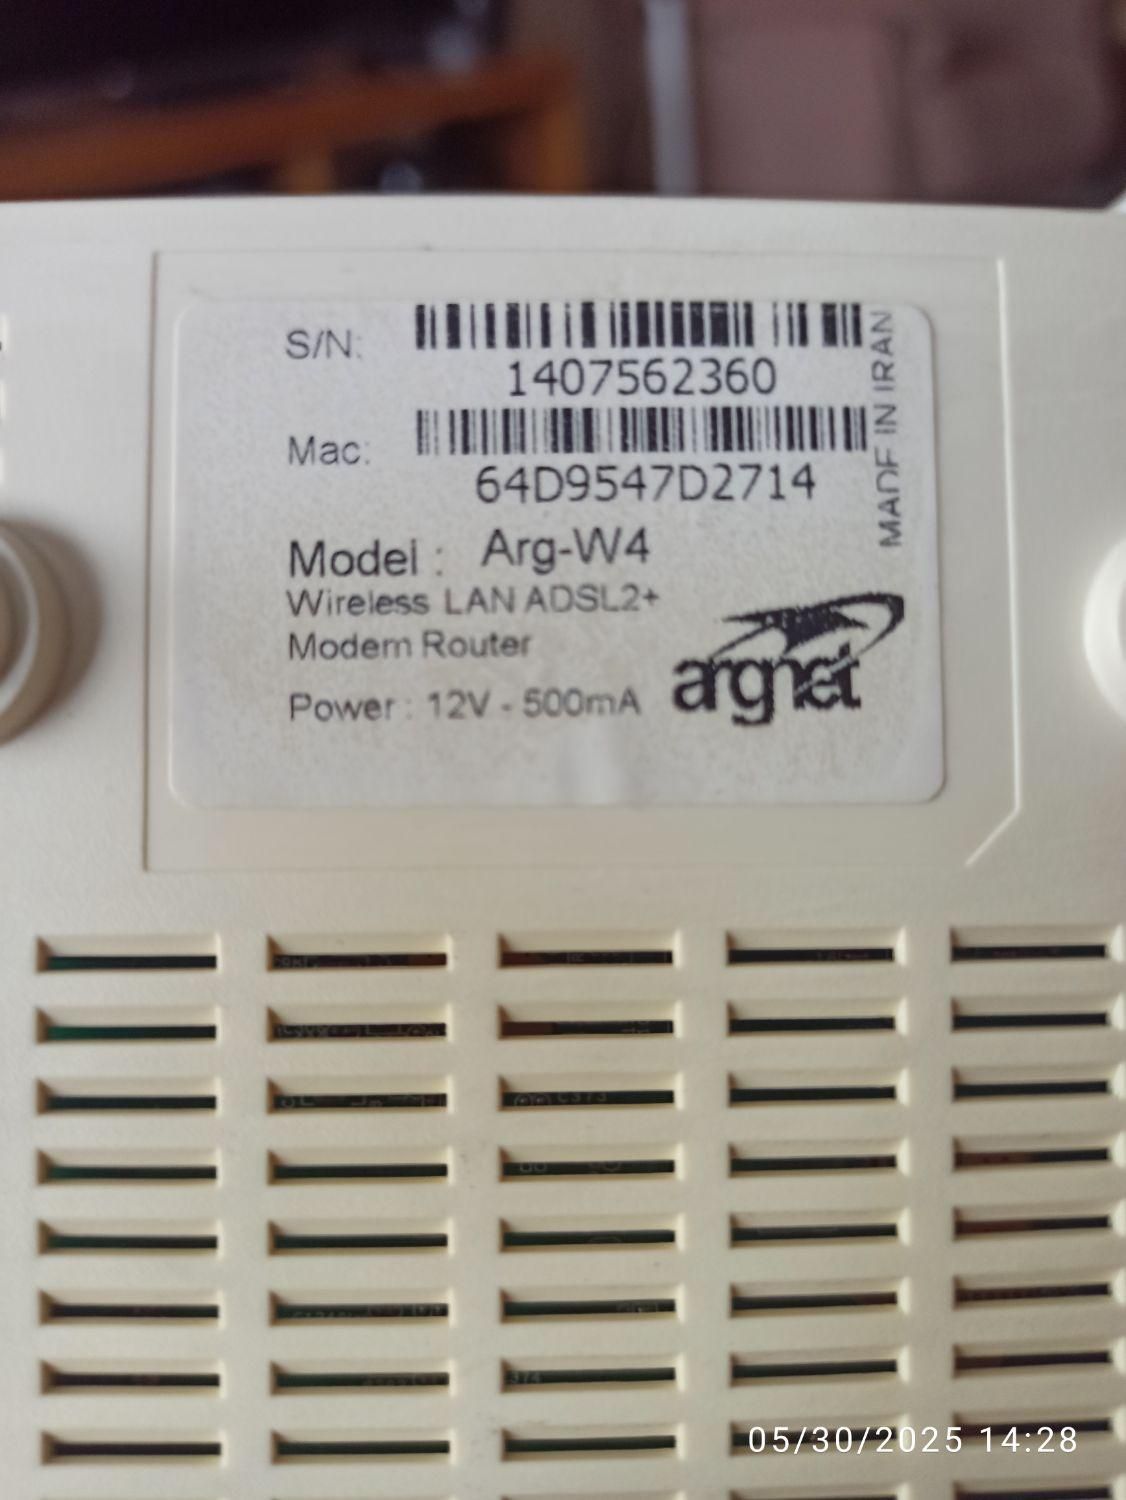 S/N:
1407562360
Mac:
64D9547D2714
Model : Arg-W4
Wireless LAN ADSL2+
Modem Router
Power : 12V - 500mA
argnet
MADE IN IRAN
C373
05/30/2025 14:28